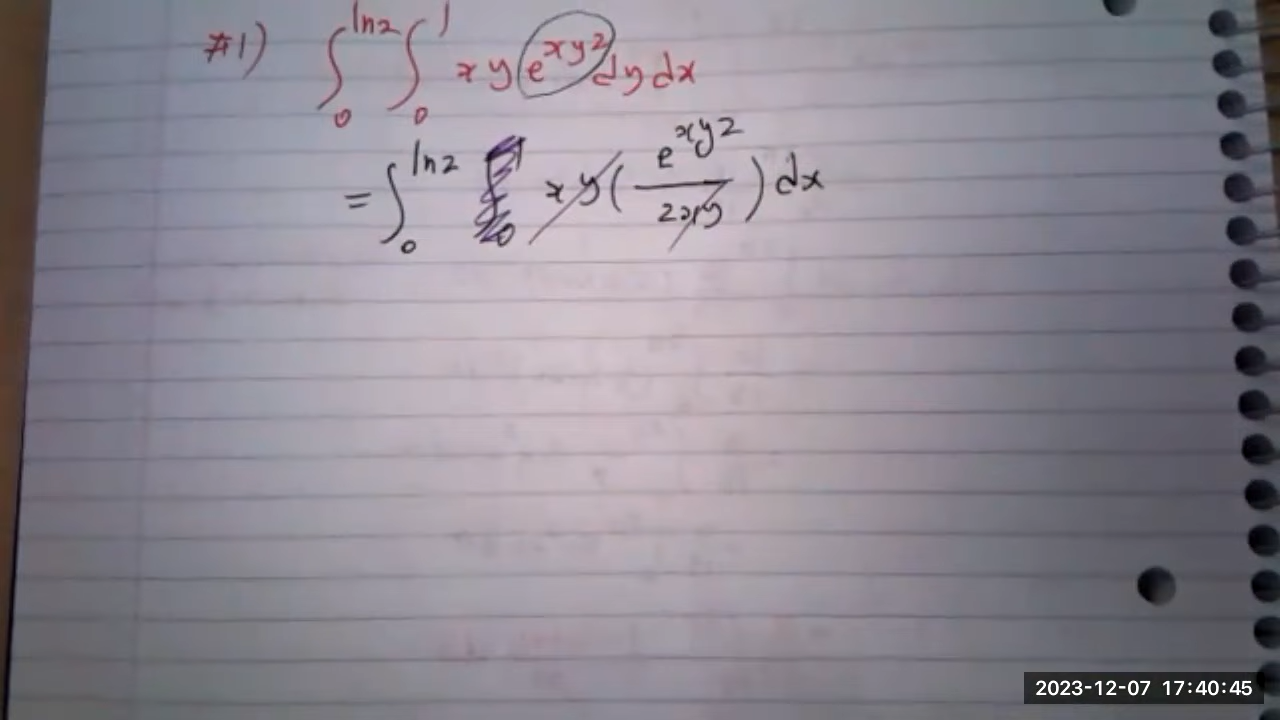 #1) ∫₀^ln2 ∫₀^1 xy e^xy² dy dx
= ∫₀^ln2 xy ( e^xy² / 2xy ) dx
2023-12-07 17:40:45